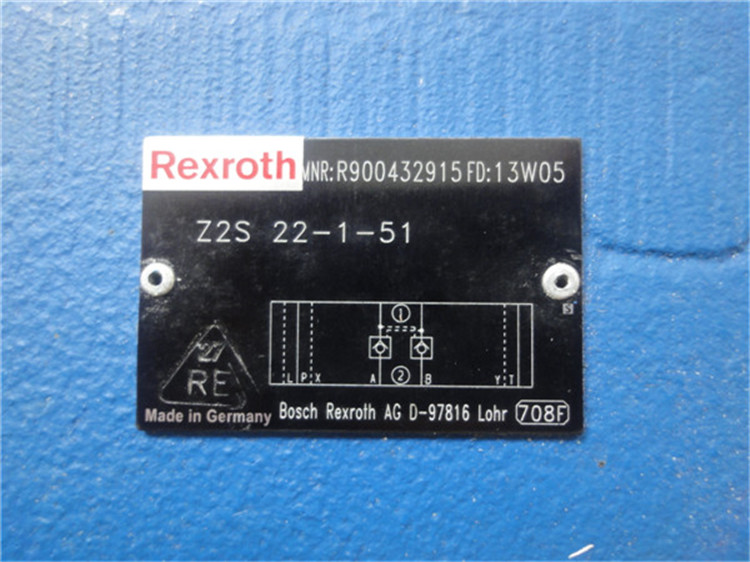 Rexroth MNR: R900432915 FD: 13W05
Z2S 22-1-51
S
1
L P X A 2 B Y T
27
RE
Made in Germany Bosch Rexroth AG D-97816 Lohr 708F